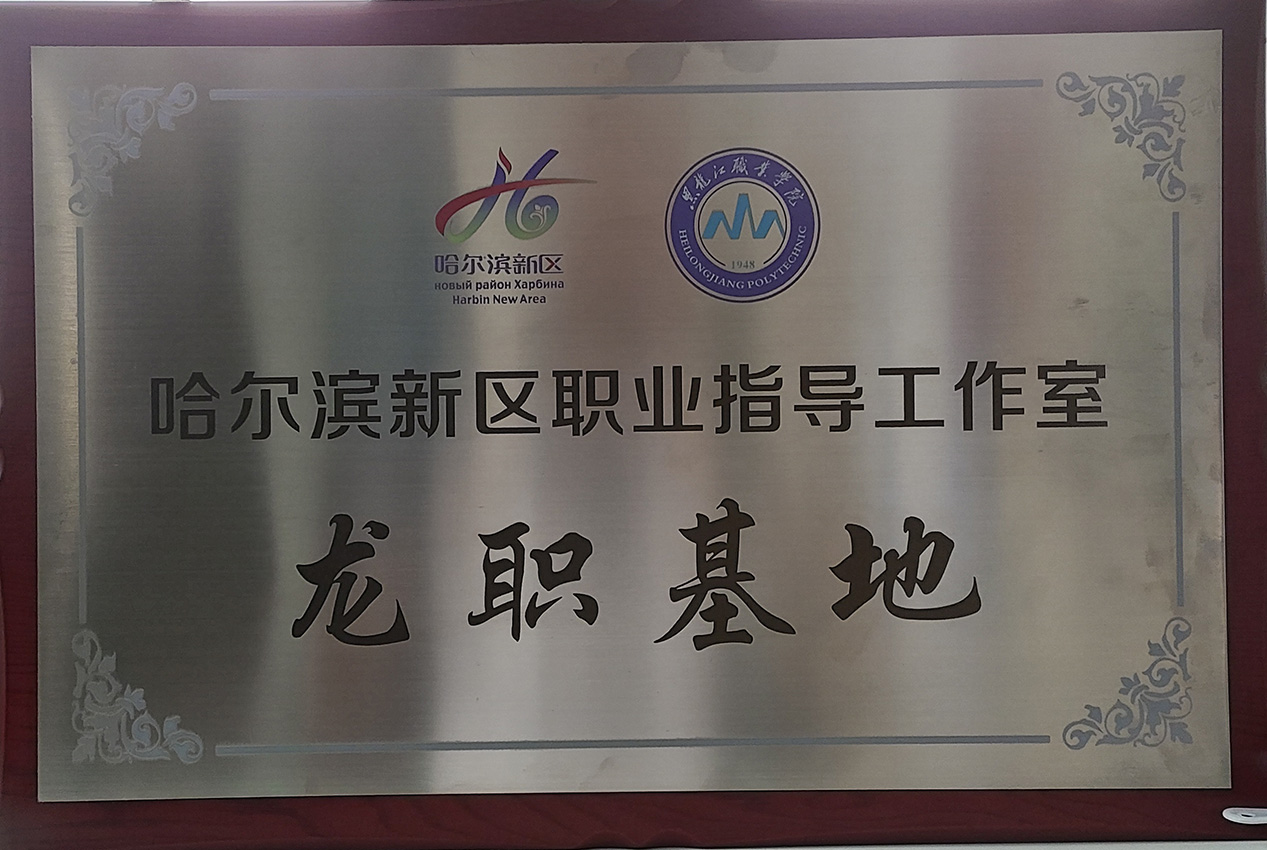 哈尔滨新区
новый район Харбина
Harbin New Area
黑龙江职业学院
1948
HEILONGJIANG POLYTECHNIC
哈尔滨新区职业指导工作室
龙职基地